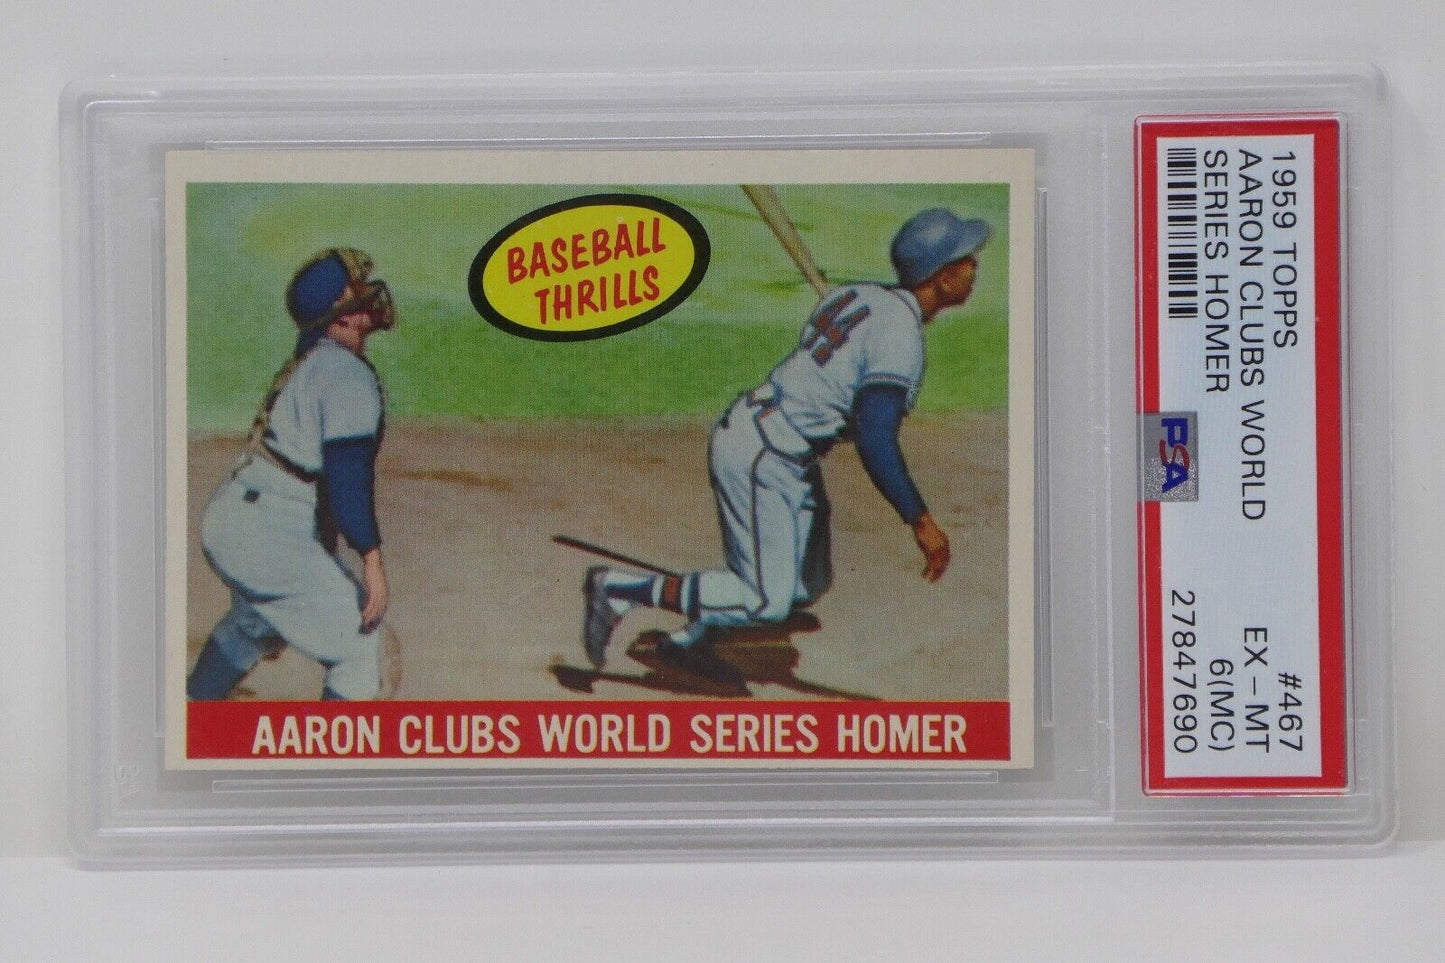 BASEBALL
THRILLS
44
AARON CLUBS WORLD SERIES HOMER
1959 TOPPS #467
AARON CLUBS WORLD EX - MT
SERIES HOMER 6(MC)
27847690
PSA